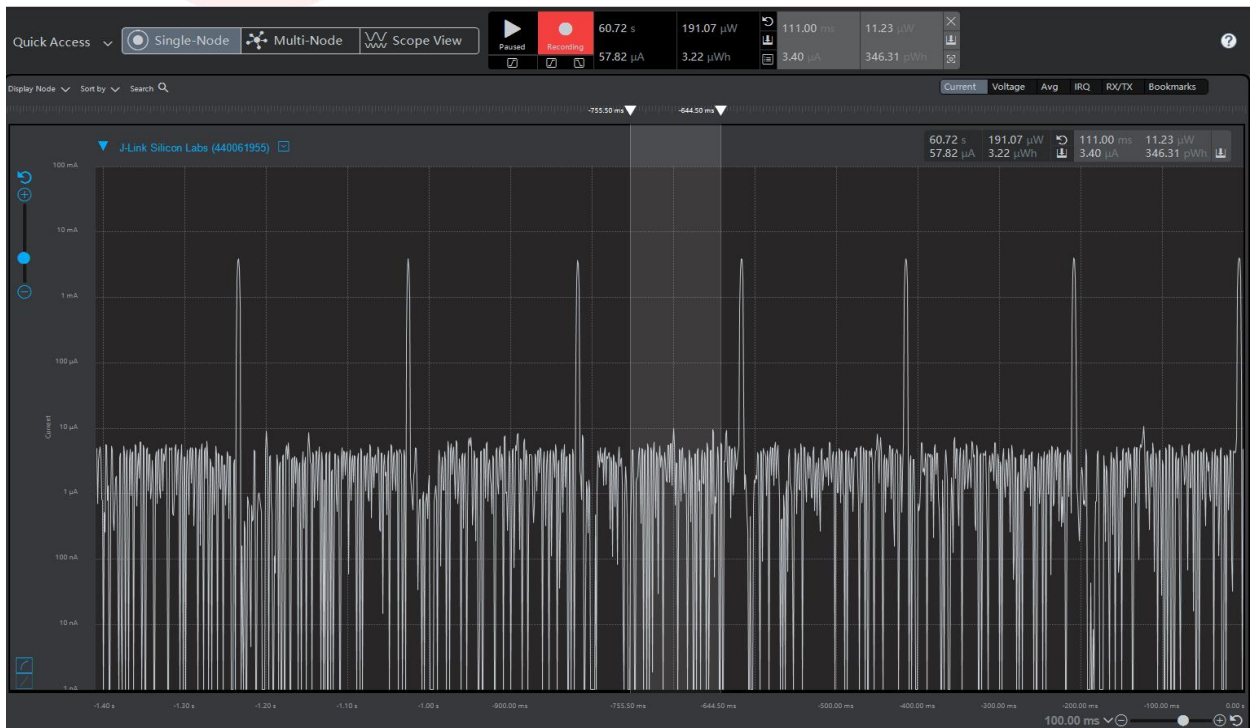 Quick Access
Single-Node
Multi-Node
Scope View
Paused
Recording
60.72 s 191.07 µW
57.82 µA 3.22 µWh
111.00 ms 11.23 µW
3.40 µA 346.31 pWh
?
Display Node Sort by Search
Current Voltage Avg IRQ RX/TX Bookmarks
-755.50 ms -644.50 ms
J-Link Silicon Labs (440061955)
60.72 s 191.07 µW 111.00 ms 11.23 µW
57.82 µA 3.22 µWh 3.40 µA 346.31 pWh
100 mA
10 mA
1 mA
100 µA
Current
10 µA
1 µA
100 nA
10 nA
1 nA
-1.40 s -1.30 s -1.20 s -1.10 s -1.00 s -900.00 ms -755.50 ms -644.50 ms -500.00 ms -400.00 ms -300.00 ms -200.00 ms -100.00 ms 0.00 s
100.00 ms